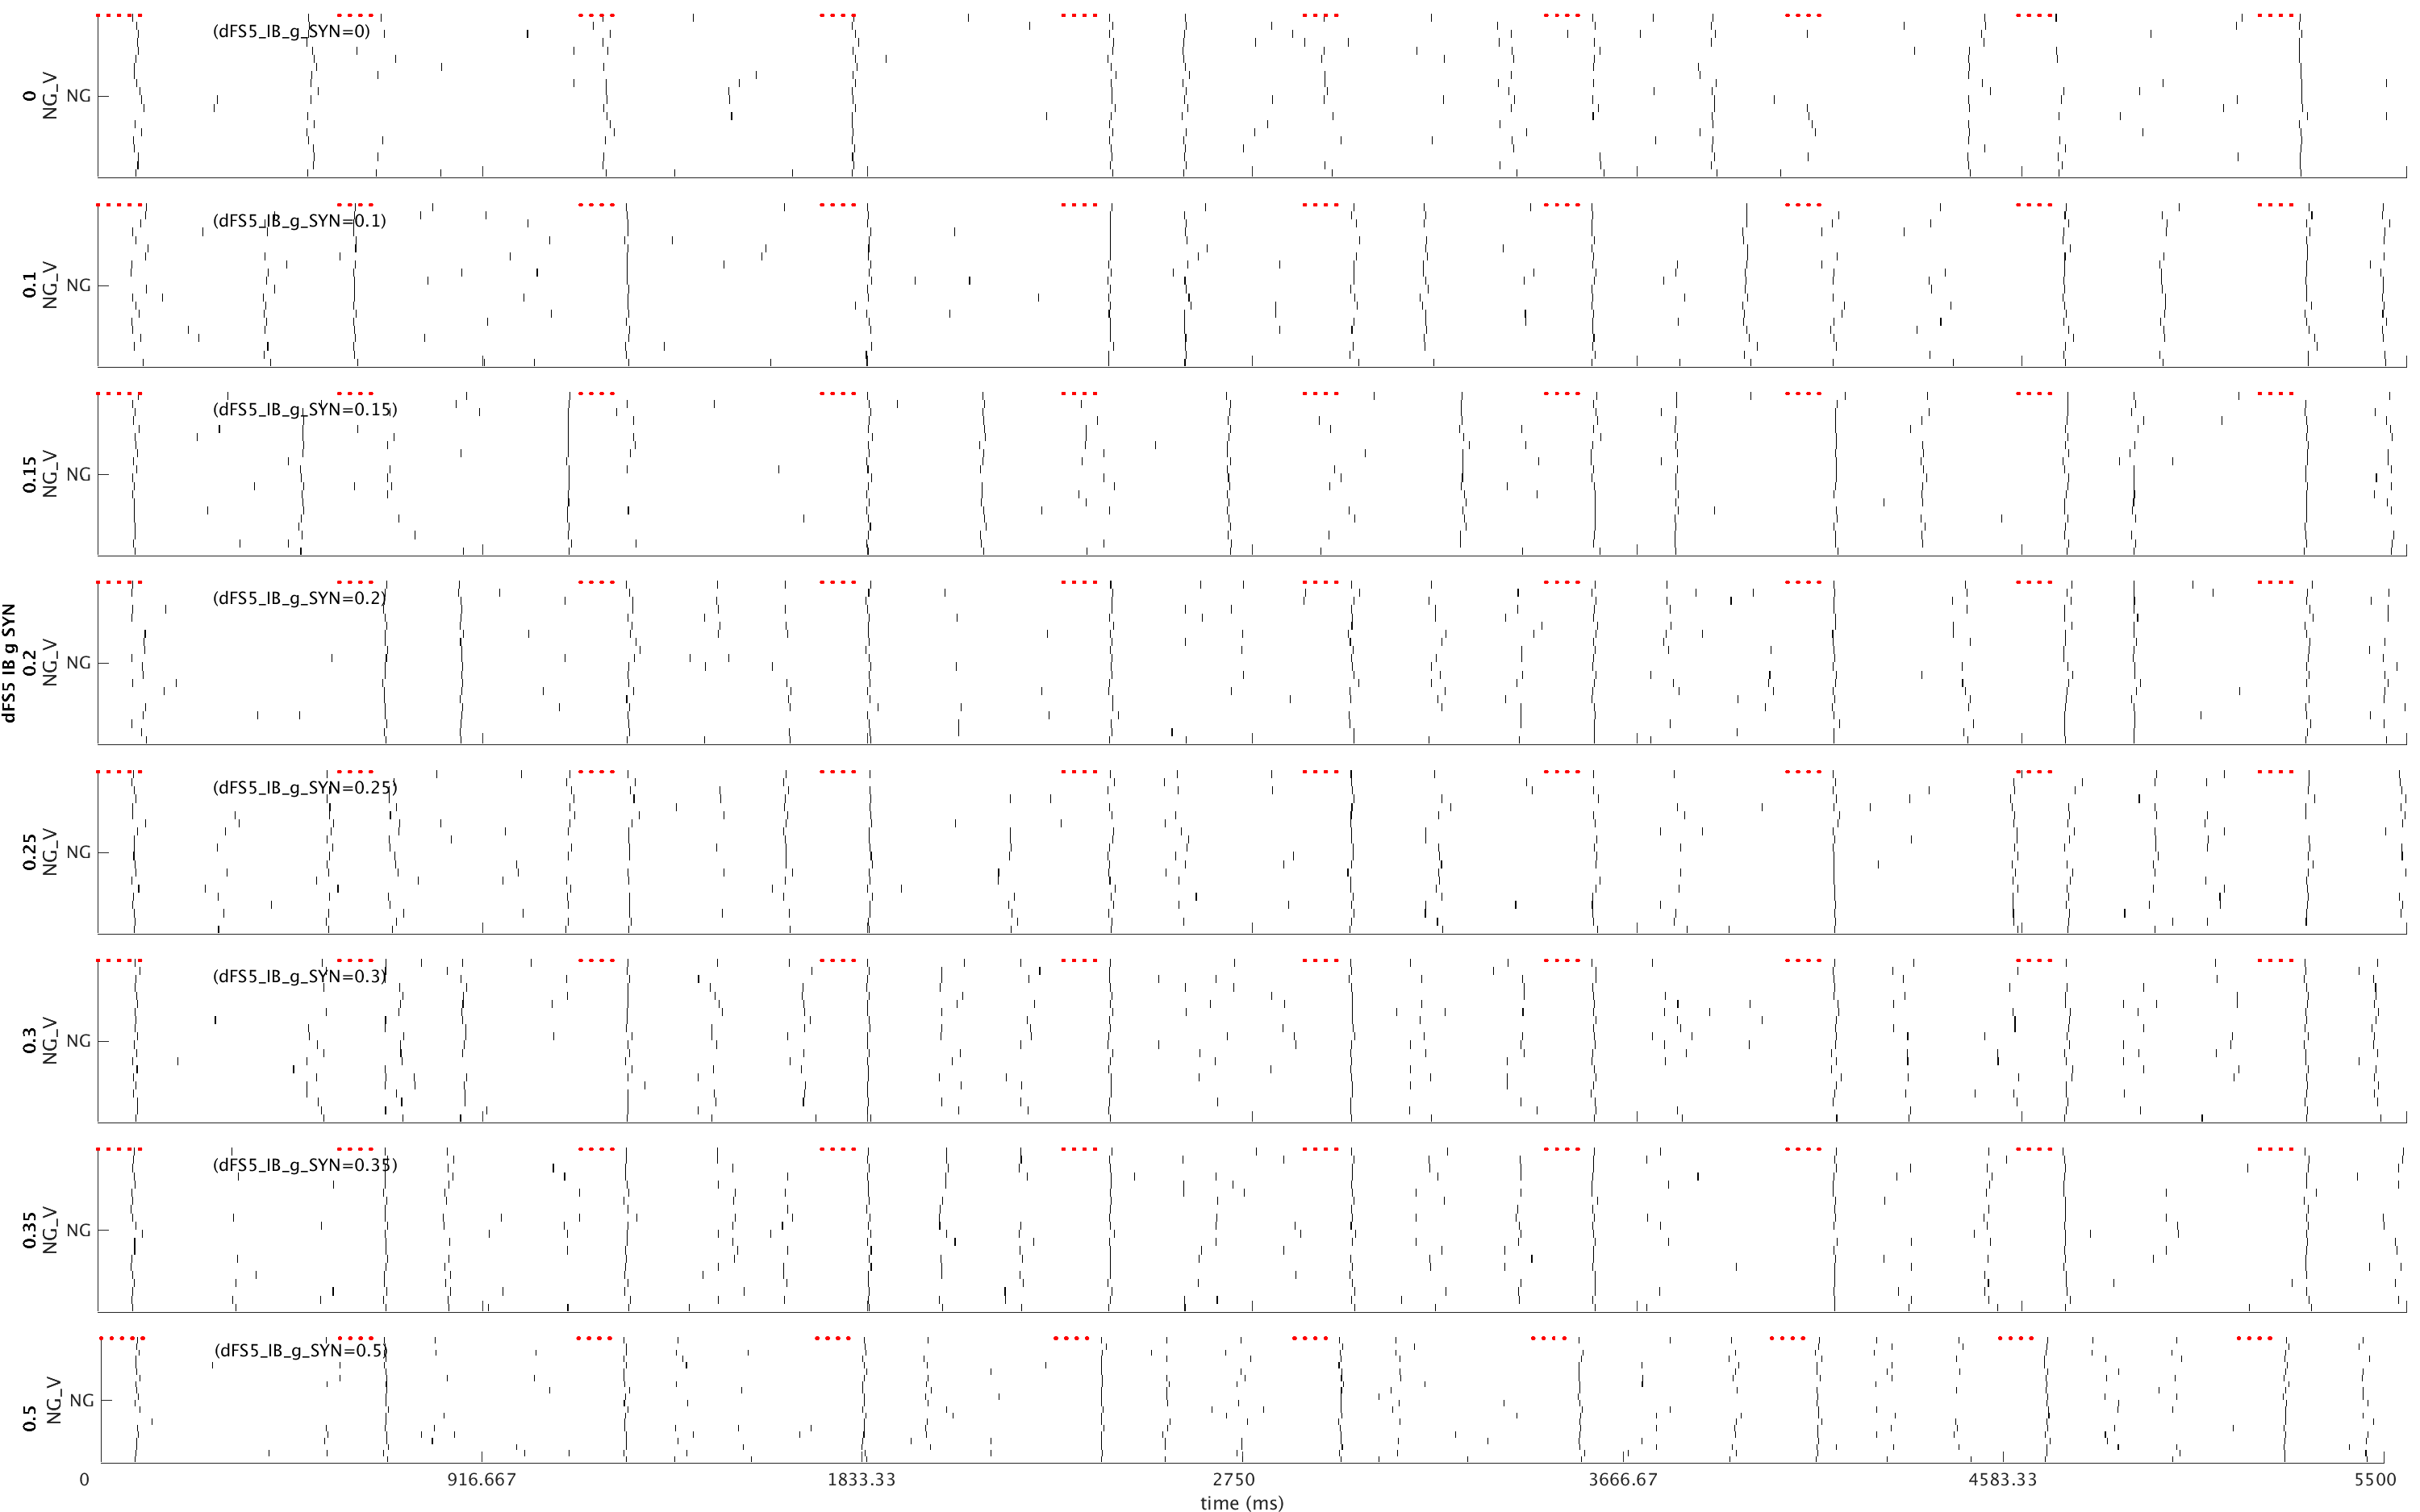 dFS5 IB g SYN
0
NG_V
NG
(dFS5_IB_g_SYN=0)
0.1
NG_V
NG
(dFS5_IB_g_SYN=0.1)
0.15
NG_V
NG
(dFS5_IB_g_SYN=0.15)
0.2
NG_V
NG
(dFS5_IB_g_SYN=0.2)
0.25
NG_V
NG
(dFS5_IB_g_SYN=0.25)
0.3
NG_V
NG
(dFS5_IB_g_SYN=0.3)
0.35
NG_V
NG
(dFS5_IB_g_SYN=0.35)
0.5
NG_V
NG
(dFS5_IB_g_SYN=0.5)
0 916.667 1833.33 2750 3666.67 4583.33 5500
time (ms)